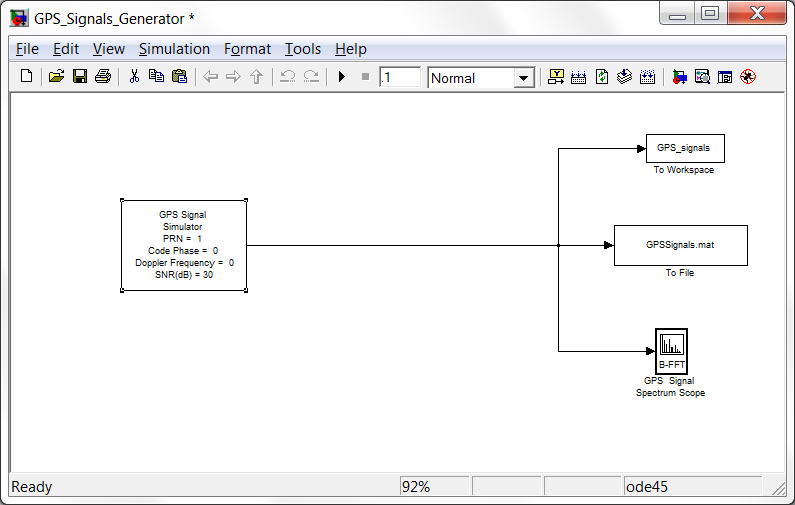 GPS_Signals_Generator *
File Edit View Simulation Format Tools Help
.1 Normal
GPS_signals
To Workspace
GPS Signal
Simulator
PRN = 1
Code Phase = 0
Doppler Frequency = 0
SNR(dB) = 30
GPSSignals.mat
To File
B-FFT
GPS Signal
Spectrum Scope
Ready 92% ode45